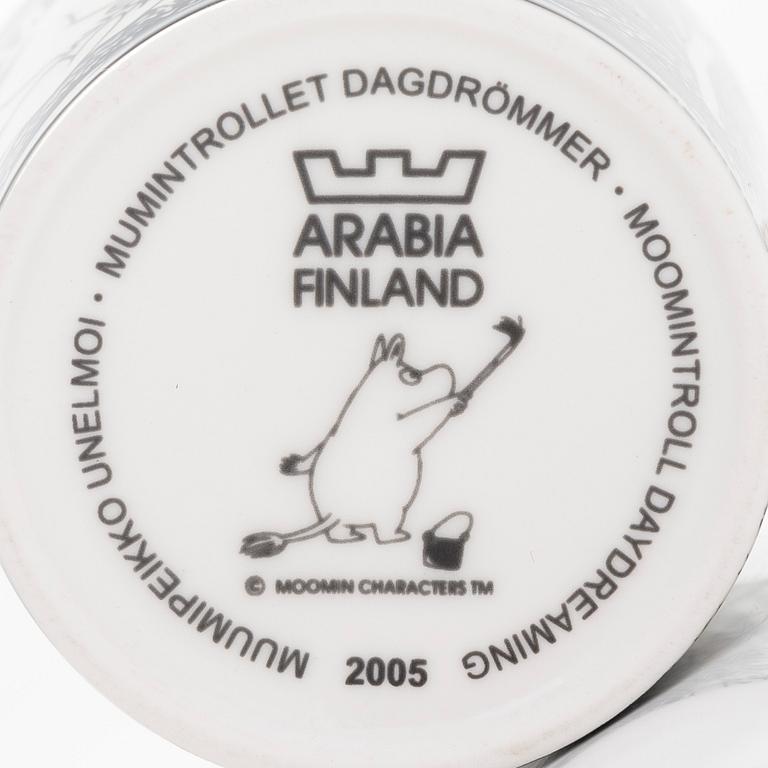 MUUMIPEIKKO UNELMOI • MUMINTROLLET DAGDRÖMMER • MOOMINTROLL DAYDREAMING
ARABIA
FINLAND
© MOOMIN CHARACTERS TM
2005